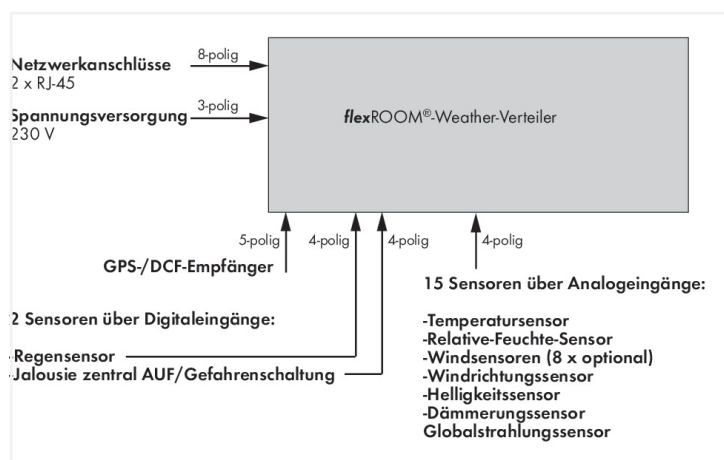 8-polig
Netzwerkanschlüsse
2 x RJ-45
3-polig
Spannungsversorgung
230 V
flexROOM®-Weather-Verteiler
5-polig
4-polig
4-polig
4-polig
GPS-/DCF-Empfänger
15 Sensoren über Analogeingänge:
2 Sensoren über Digitaleingänge:
-Temperatursensor
-Relative-Feuchte-Sensor
-Regensensor
-Windsensoren (8 x optional)
-Jalousie zentral AUF/Gefahrenschaltung
-Windrichtungssensor
-Helligkeitssensor
-Dämmerungssensor
Globalstrahlungssensor